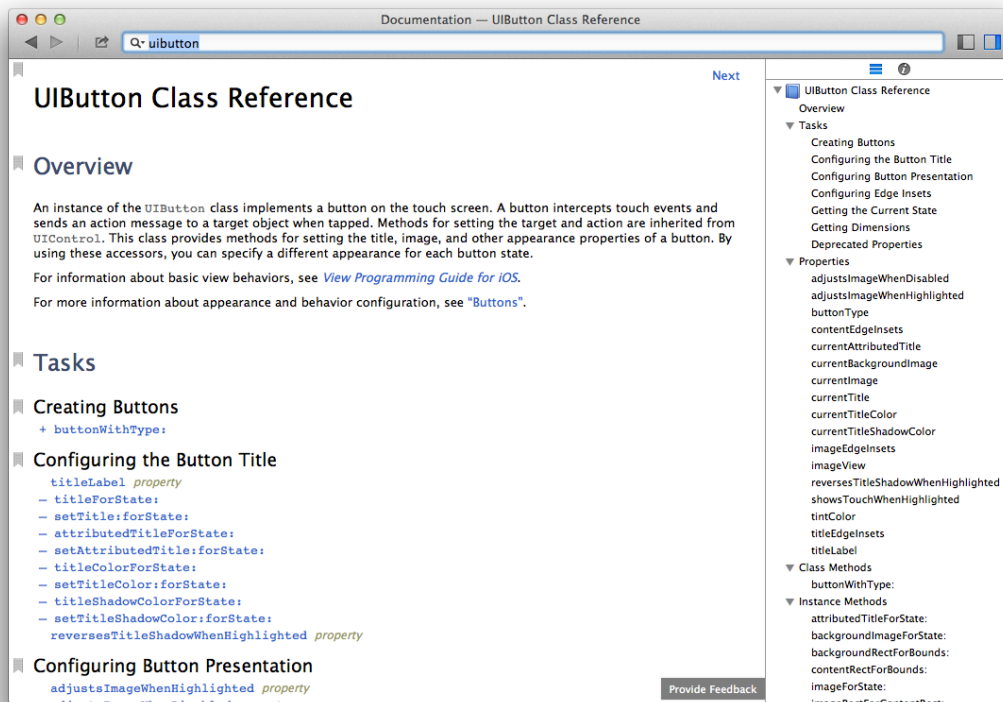 Documentation — UIButton Class Reference
uibutton
Next
UIButton Class Reference
Overview
An instance of the UIButton class implements a button on the touch screen. A button intercepts touch events and
sends an action message to a target object when tapped. Methods for setting the target and action are inherited from
UIControl. This class provides methods for setting the title, image, and other appearance properties of a button. By
using these accessors, you can specify a different appearance for each button state.
For information about basic view behaviors, see View Programming Guide for iOS.
For more information about appearance and behavior configuration, see “Buttons”.
Tasks
Creating Buttons
+ buttonWithType:
Configuring the Button Title
titleLabel property
– titleForState:
– setTitle:forState:
– attributedTitleForState:
– setAttributedTitle:forState:
– titleColorForState:
– setTitleColor:forState:
– titleShadowColorForState:
– setTitleShadowColor:forState:
reversesTitleShadowWhenHighlighted property
Configuring Button Presentation
adjustsImageWhenHighlighted property
Provide Feedback
UIButton Class Reference
Overview
Tasks
Creating Buttons
Configuring the Button Title
Configuring Button Presentation
Configuring Edge Insets
Getting the Current State
Getting Dimensions
Deprecated Properties
Properties
adjustsImageWhenDisabled
adjustsImageWhenHighlighted
buttonType
contentEdgeInsets
currentAttributedTitle
currentBackgroundImage
currentImage
currentTitle
currentTitleColor
currentTitleShadowColor
imageEdgeInsets
imageView
reversesTitleShadowWhenHighlighted
showsTouchWhenHighlighted
tintColor
titleEdgeInsets
titleLabel
Class Methods
buttonWithType:
Instance Methods
attributedTitleForState:
backgroundImageForState:
backgroundRectForBounds:
contentRectForBounds:
imageForState: